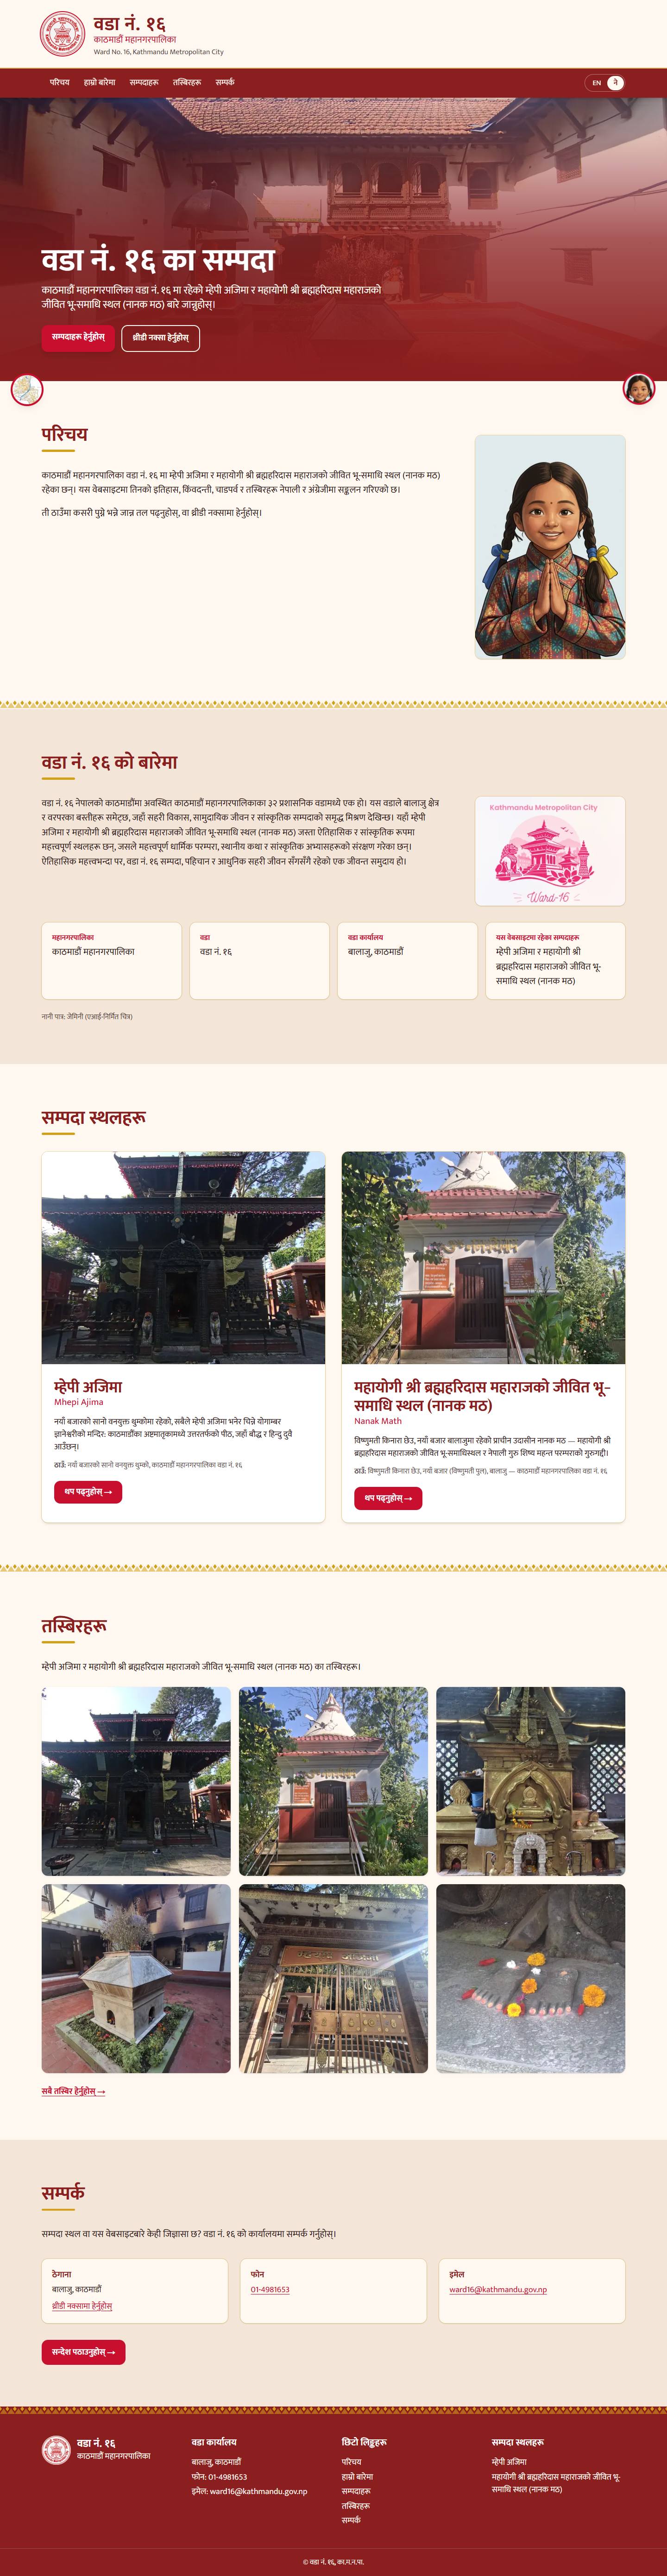 वडा नं. १६
काठमाडौं महानगरपालिका
Ward No. 16, Kathmandu Metropolitan City
परिचय
हाम्रो बारेमा
सम्पदाहरू
तस्बिरहरू
सम्पर्क
EN
ने
वडा नं. १६ का सम्पदा
काठमाडौं महानगरपालिका वडा नं. १६ मा रहेको म्हेपी अजिमा र महायोगी श्री ब्रह्महरिदास महाराजको
जीवित भू-समाधि स्थल (नानक मठ) बारे जान्नुहोस्।
सम्पदाहरू हेर्नुहोस्
थ्रीडी नक्सा हेर्नुहोस्
परिचय
काठमाडौं महानगरपालिका वडा नं. १६ मा म्हेपी अजिमा र महायोगी श्री ब्रह्महरिदास महाराजको जीवित भू-समाधि स्थल (नानक मठ)
रहेका छन्। यस वेबसाइटमा तिनको इतिहास, किंवदन्ती, चाडपर्व र तस्बिरहरू नेपाली र अंग्रेजीमा सङ्कलन गरिएको छ।
ती ठाउँमा कसरी पुग्ने भन्ने जान्न तल पढ्नुहोस्, वा थ्रीडी नक्सामा हेर्नुहोस्।
वडा नं. १६ को बारेमा
वडा नं. १६ नेपालको काठमाडौंमा अवस्थित काठमाडौं महानगरपालिकाका ३२ प्रशासनिक वडामध्ये एक हो। यस वडाले बालाजु क्षेत्र
र वरपरका बस्तीहरू समेट्छ, जहाँ सहरी विकास, सामुदायिक जीवन र सांस्कृतिक सम्पदाको समृद्ध मिश्रण देखिन्छ। यहाँ म्हेपी
अजिमा र महायोगी श्री ब्रह्महरिदास महाराजको जीवित भू-समाधि स्थल (नानक मठ) जस्ता ऐतिहासिक र सांस्कृतिक रूपमा
महत्त्वपूर्ण स्थलहरू छन्, जसले महत्त्वपूर्ण धार्मिक परम्परा, स्थानीय कथा र सांस्कृतिक अभ्यासहरूको संरक्षण गरेका छन्।
ऐतिहासिक महत्त्वभन्दा पर, वडा नं. १६ सम्पदा, पहिचान र आधुनिक सहरी जीवन सँगसँगै रहेको एक जीवन्त समुदाय हो।
Kathmandu Metropolitan City
Ward-16
महानगरपालिका
काठमाडौं महानगरपालिका
वडा
वडा नं. १६
वडा कार्यालय
बालाजु, काठमाडौं
यस वेबसाइटमा रहेका सम्पदाहरू
म्हेपी अजिमा र महायोगी श्री
ब्रह्महरिदास महाराजको जीवित भू-
समाधि स्थल (नानक मठ)
नानी पात्र: जेमिनी (एआई-निर्मित चित्र)
सम्पदा स्थलहरू
म्हेपी अजिमा
Mhepi Ajima
नयाँ बजारको सानो वनयुक्त थुम्कोमा रहेको, सबैले म्हेपी अजिमा भनेर चिन्ने योगाम्बर
ज्ञानेश्वरीको मन्दिर: काठमाडौंका अष्टमातृकामध्ये उत्तरतर्फको पीठ, जहाँ बौद्ध र हिन्दु दुवै
आउँछन्।
ठाउँ: नयाँ बजारको सानो वनयुक्त थुम्को, काठमाडौं महानगरपालिका वडा नं. १६
थप पढ्नुहोस् →
महायोगी श्री ब्रह्महरिदास महाराजको जीवित भू-
समाधि स्थल (नानक मठ)
Nanak Math
विष्णुमती किनारा छेउ, नयाँ बजार बालाजुमा रहेको प्राचीन उदासीन नानक मठ — महायोगी श्री
ब्रह्महरिदास महाराजको जीवित भू-समाधिस्थल र नेपाली गुरु शिष्य महन्त परम्पराको गुरुगद्दी।
ठाउँ: विष्णुमती किनारा छेउ, नयाँ बजार (विष्णुमती पुल), बालाजु — काठमाडौं महानगरपालिका वडा नं. १६
थप पढ्नुहोस् →
तस्बिरहरू
म्हेपी अजिमा र महायोगी श्री ब्रह्महरिदास महाराजको जीवित भू-समाधि स्थल (नानक मठ) का तस्बिरहरू।
सबै तस्बिर हेर्नुहोस् →
सम्पर्क
सम्पदा स्थल वा यस वेबसाइटबारे केही जिज्ञासा छ? वडा नं. १६ को कार्यालयमा सम्पर्क गर्नुहोस्।
ठेगाना
बालाजु, काठमाडौं
थ्रीडी नक्सामा हेर्नुहोस्
फोन
01-4981653
इमेल
ward16@kathmandu.gov.np
सन्देश पठाउनुहोस् →
वडा नं. १६
काठमाडौं महानगरपालिका
वडा कार्यालय
बालाजु, काठमाडौं
फोन: 01-4981653
इमेल: ward16@kathmandu.gov.np
छिटो लिङ्कहरू
परिचय
हाम्रो बारेमा
सम्पदाहरू
तस्बिरहरू
सम्पर्क
सम्पदा स्थलहरू
म्हेपी अजिमा
महायोगी श्री ब्रह्महरिदास महाराजको जीवित भू-
समाधि स्थल (नानक मठ)
© वडा नं. १६, का.म.न.पा.